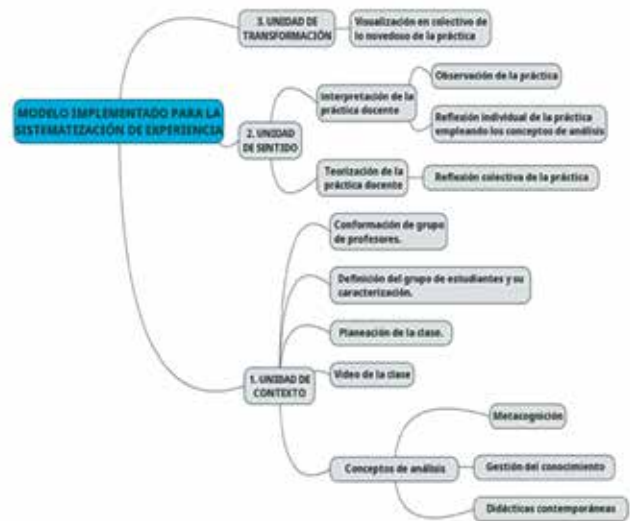 3. UNIDAD DE
TRANSFORMACIÓN
Visualización en colectivo de
lo novedoso de la práctica
MODELO IMPLEMENTADO PARA LA
SISTEMATIZACIÓN DE EXPERIENCIA
2. UNIDAD
DE SENTIDO
Interpretación de la
práctica docente
Observación de la práctica
Reflexión individual de la práctica
empleando los conceptos de análisis
Teorización de la
práctica docente
Reflexión colectiva de la práctica
1. UNIDAD DE
CONTEXTO
Conformación de grupo
de profesores.
Definición del grupo de estudiantes y su
caracterización.
Planeación de la clase.
Video de la clase
Conceptos de análisis
Metacognición
Gestión del conocimiento
Didácticas contemporáneas